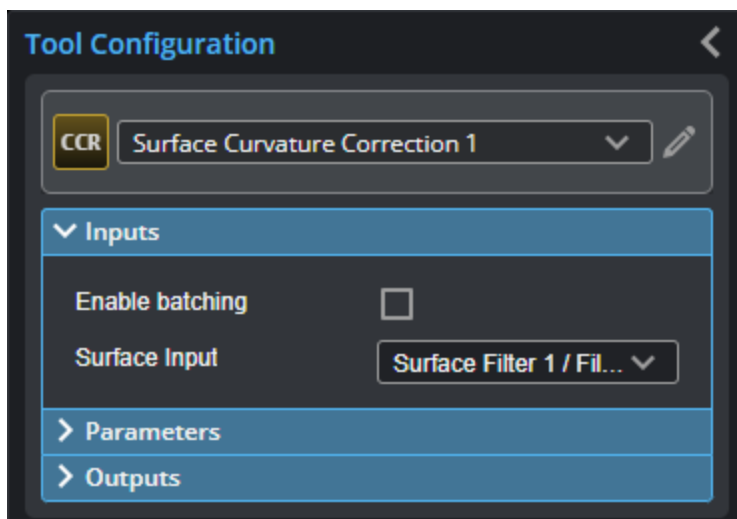 Tool Configuration
CCR Surface Curvature Correction 1
Inputs
Enable batching
Surface Input Surface Filter 1 / Fil...
Parameters
Outputs